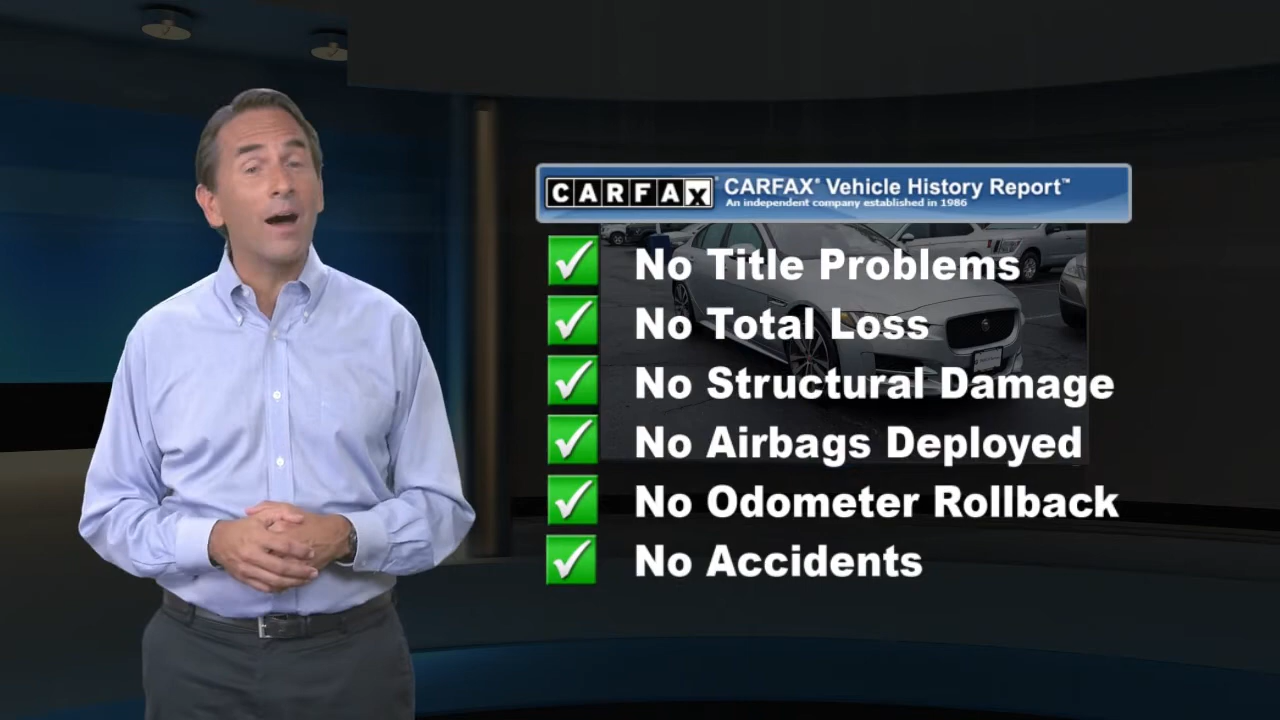 CARFAX® CARFAX® Vehicle History Report™
An independent company established in 1986
No Title Problems
No Total Loss
No Structural Damage
No Airbags Deployed
No Odometer Rollback
No Accidents